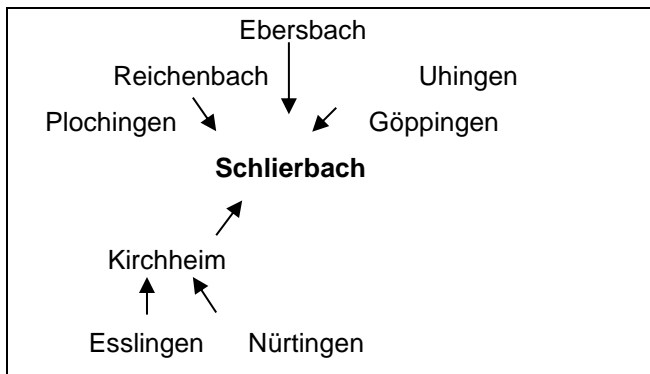 Ebersbach
Reichenbach Uhingen
Plochingen Göppingen
Schlierbach
Kirchheim
Esslingen Nürtingen